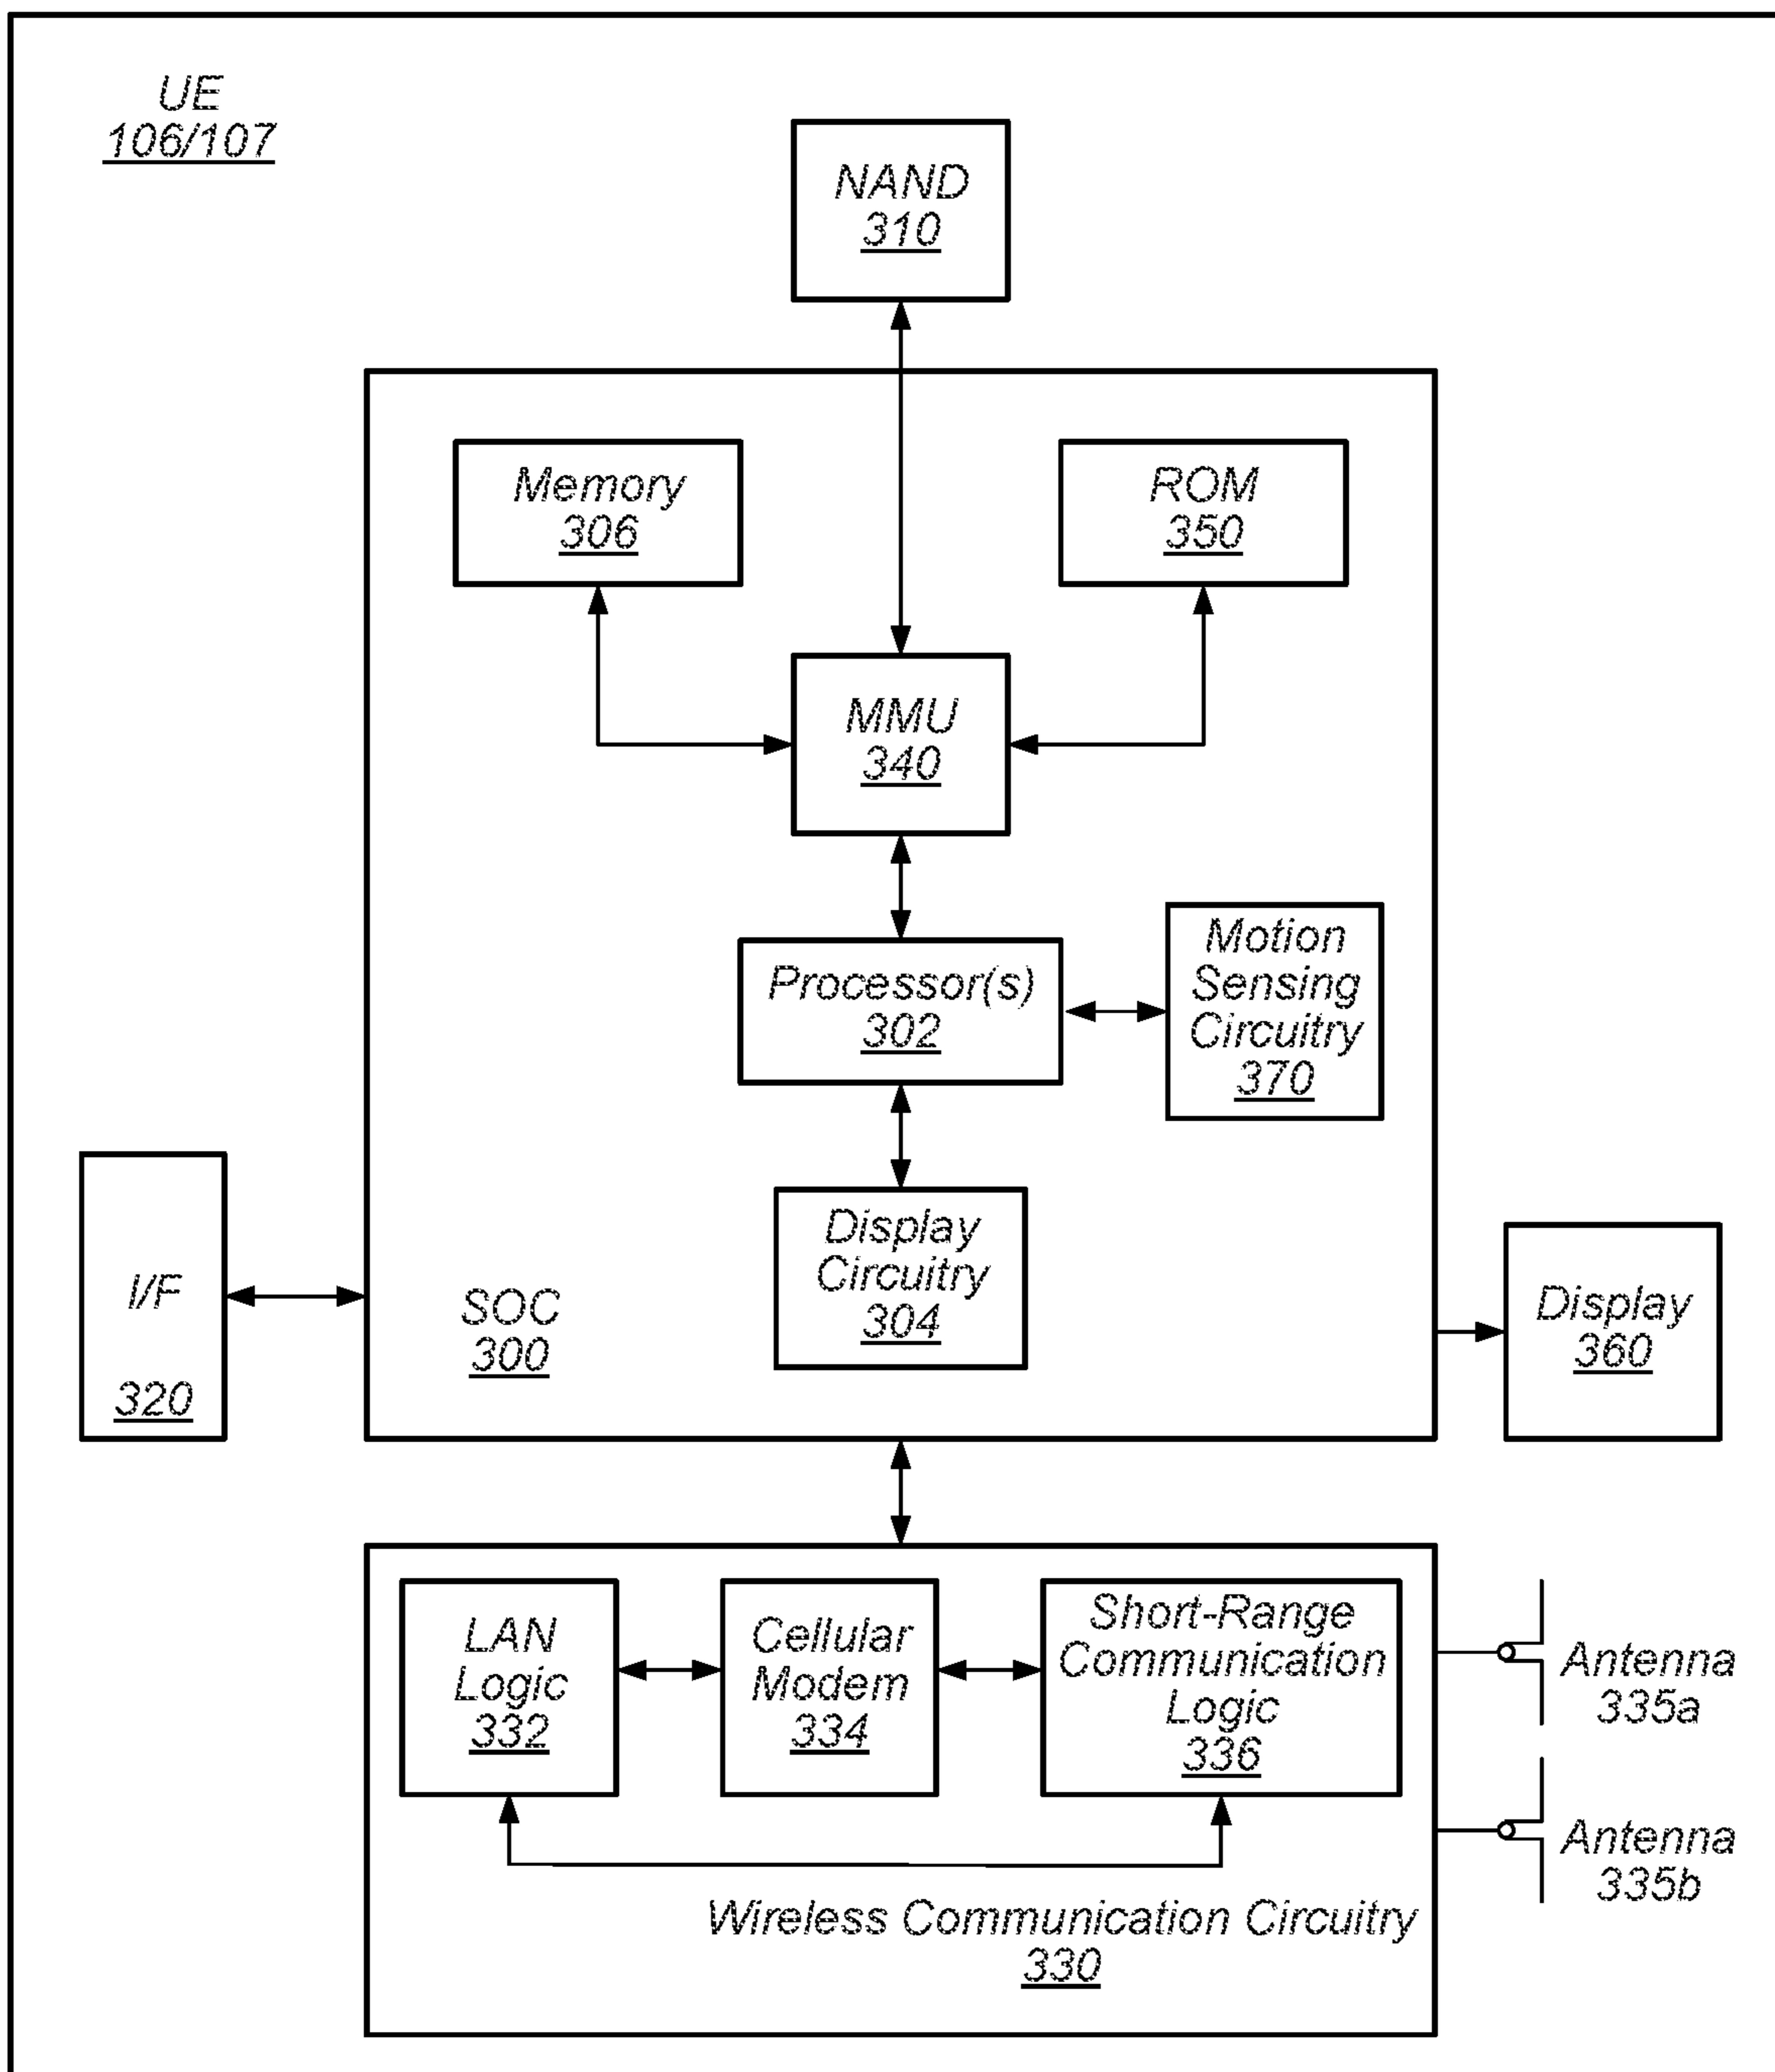 UE
106/107
NAND
310
Memory
306
ROM
350
MMU
340
Processor(s)
302
Motion
Sensing
Circuitry
370
Display
Circuitry
304
SOC
300
I/F
320
Display
360
LAN
Logic
332
Cellular
Modem
334
Short-Range
Communication
Logic
336
Antenna
335a
Antenna
335b
Wireless Communication Circuitry
330